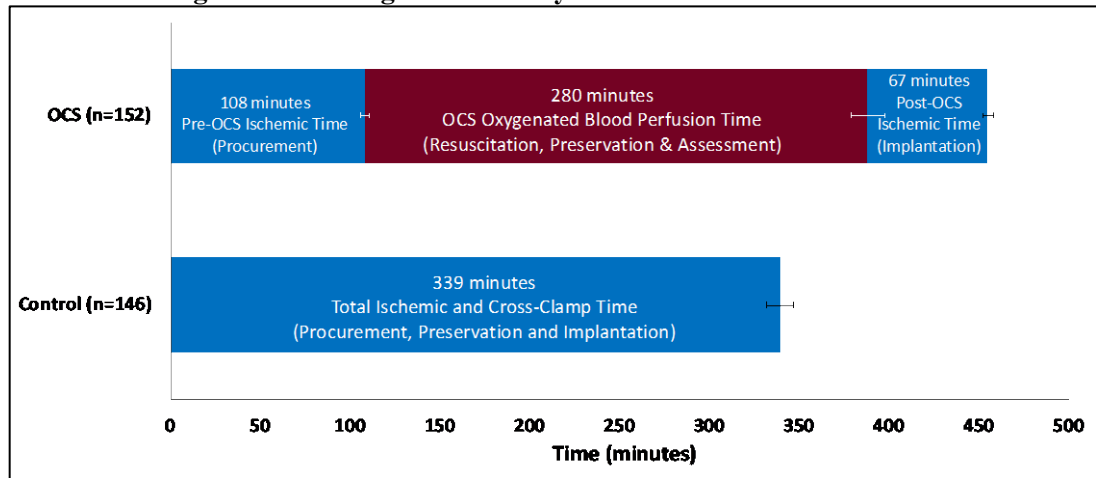 OCS (n=152)
108 minutes
Pre-OCS Ischemic Time
(Procurement)
280 minutes
OCS Oxygenated Blood Perfusion Time
(Resuscitation, Preservation & Assessment)
67 minutes
Post-OCS
Ischemic Time
(Implantation)
Control (n=146)
339 minutes
Total Ischemic and Cross-Clamp Time
(Procurement, Preservation and Implantation)
0 50 100 150 200 250 300 350 400 450 500
Time (minutes)